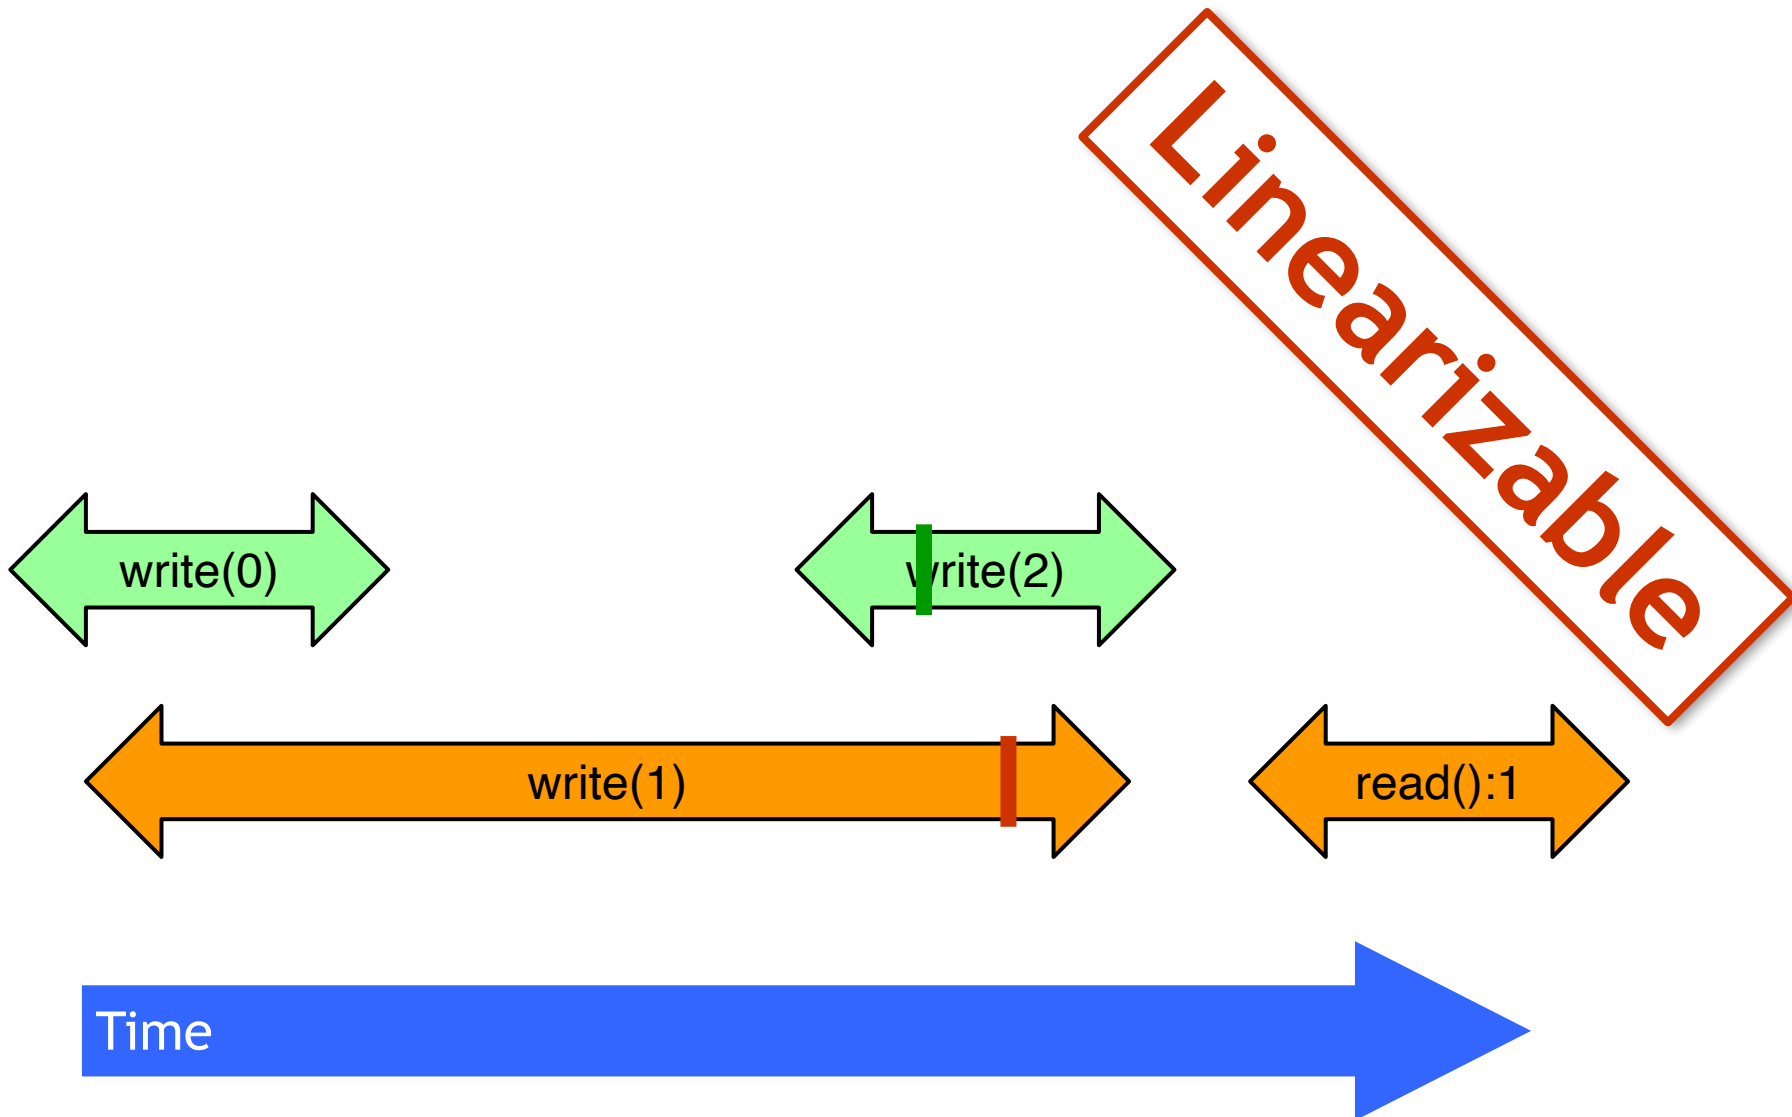 Linearizable
write(0)
write(2)
write(1)
read():1
Time